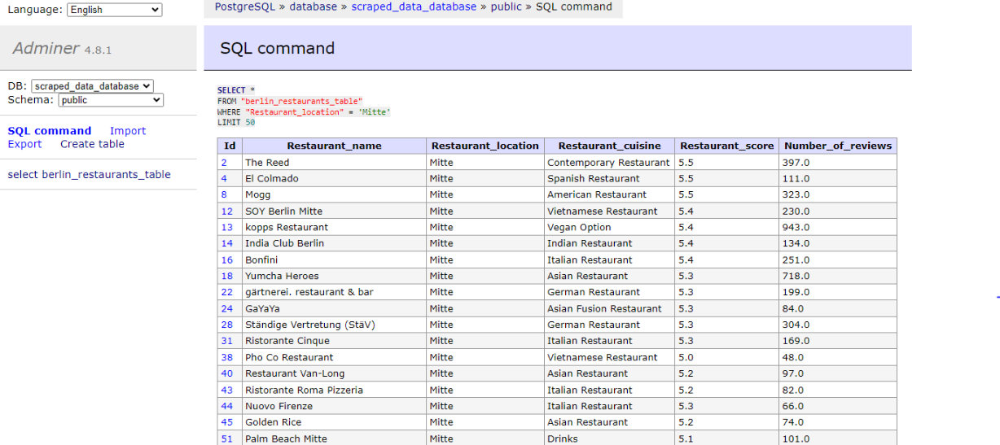 Language: English
PostgreSQL » database » scraped_data_database » public » SQL command
Adminer 4.8.1
SQL command
DB: scraped_data_database
Schema: public
SQL command Import
Export Create table
select berlin_restaurants_table
SELECT *
FROM "berlin_restaurants_table"
WHERE "Restaurant_location" = 'Mitte'
LIMIT 50
Id Restaurant_name Restaurant_location Restaurant_cuisine Restaurant_score Number_of_reviews
2 The Reed Mitte Contemporary Restaurant 5.5 397.0
4 El Colmado Mitte Spanish Restaurant 5.5 111.0
8 Mogg Mitte American Restaurant 5.5 323.0
12 SOY Berlin Mitte Mitte Vietnamese Restaurant 5.4 230.0
13 kopps Restaurant Mitte Vegan Option 5.4 943.0
14 India Club Berlin Mitte Indian Restaurant 5.4 134.0
16 Bonfini Mitte Italian Restaurant 5.4 251.0
18 Yumcha Heroes Mitte Asian Restaurant 5.3 718.0
22 gärtnerei. restaurant & bar Mitte German Restaurant 5.3 199.0
24 GaYaYa Mitte Asian Fusion Restaurant 5.3 84.0
28 Ständige Vertretung (StäV) Mitte German Restaurant 5.3 304.0
31 Ristorante Cinque Mitte Italian Restaurant 5.3 169.0
38 Pho Co Restaurant Mitte Vietnamese Restaurant 5.0 48.0
40 Restaurant Van-Long Mitte Asian Restaurant 5.2 97.0
43 Ristorante Roma Pizzeria Mitte Italian Restaurant 5.2 82.0
44 Nuovo Firenze Mitte Italian Restaurant 5.3 66.0
45 Golden Rice Mitte Asian Restaurant 5.2 74.0
51 Palm Beach Mitte Mitte Drinks 5.1 101.0